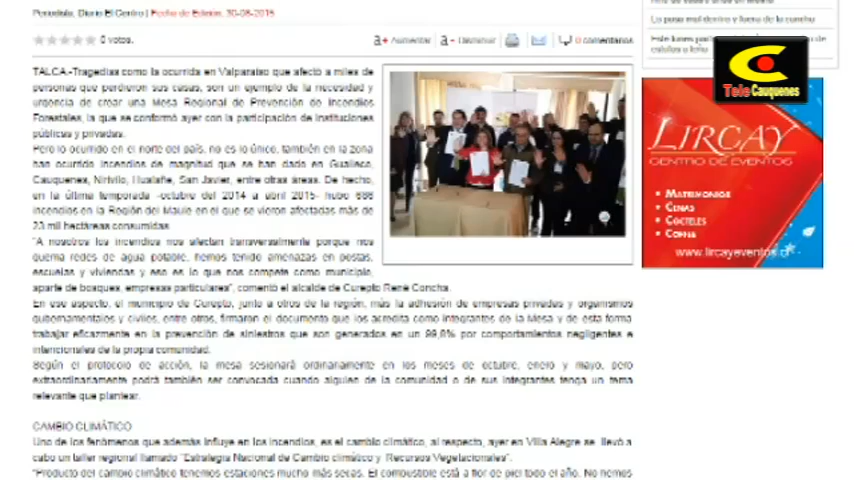 Periodista, Diario El Centro | Fecha de Edición, 30-08-2015
0 votos.
a+ Aumentar
a- Disminuir
0 comentarios
TALCA.-Tragedias como la ocurrida en Valparaíso que afectó a miles de
personas que perdieron sus casas, son un ejemplo de la necesidad y
urgencia de crear una Mesa Regional de Prevención de Incendios
Forestales, la que se conformó ayer con la participación de instituciones
públicas y privadas.
Pero lo ocurrido en el norte del país, no es lo único, también en la zona
han ocurrido incendios de magnitud que se han dado en Gualleco,
Cauquenes, Nirivilo, Hualañe, San Javier, entre otras áreas. De hecho,
en la última temporada -octubre del 2014 a abril 2015- hubo 666
incendios en la Región del Maule en el que se vieron afectadas más de
23 mil hectáreas consumidas.
"A nosotros los incendios nos afectan transversalmente porque nos
quema redes de agua potable, hemos tenido amenazas en postas,
escuelas y viviendas y eso es lo que nos compete como municipio,
aparte de bosques, empresas particulares", comentó el alcalde de Curepto René Concha.
En ese aspecto, el municipio de Curepto, junto a otros de la región, más la adhesión de empresas privadas y organismos
gubernamentales y civiles, entre otros, firmaron el documento que los acredita como integrantes de la Mesa y de esta forma
trabajar eficazmente en la prevención de siniestros que son generados en un 99,8% por comportamientos negligentes e
intencionales de la propia comunidad.
Según el protocolo de acción, la mesa sesionará ordinariamente en los meses de octubre, enero y mayo, pero
extraordinariamente podrá también ser convocada cuando alguien de la comunidad o de sus integrantes tenga un tema
relevante que plantear.
CAMBIO CLIMÁTICO
Uno de los fenómenos que además influye en los incendios, es el cambio climático, al respecto, ayer en Villa Alegre se llevó a
cabo un taller regional llamado "Estrategia Nacional de Cambio climático y Recursos Vegetacionales".
"Producto del cambio climático tenemos estaciones mucho más secas. El combustible está a flor de piel todo el año. No hemos
La pasa mal dentro y fuera de la cancha
Este lunes
TeleCauquenes
LIRCAY
CENTRO DE EVENTOS
• MATRIMONIOS
• CENAS
• COCTELES
• COFFIA
www.lircayeventos.cl